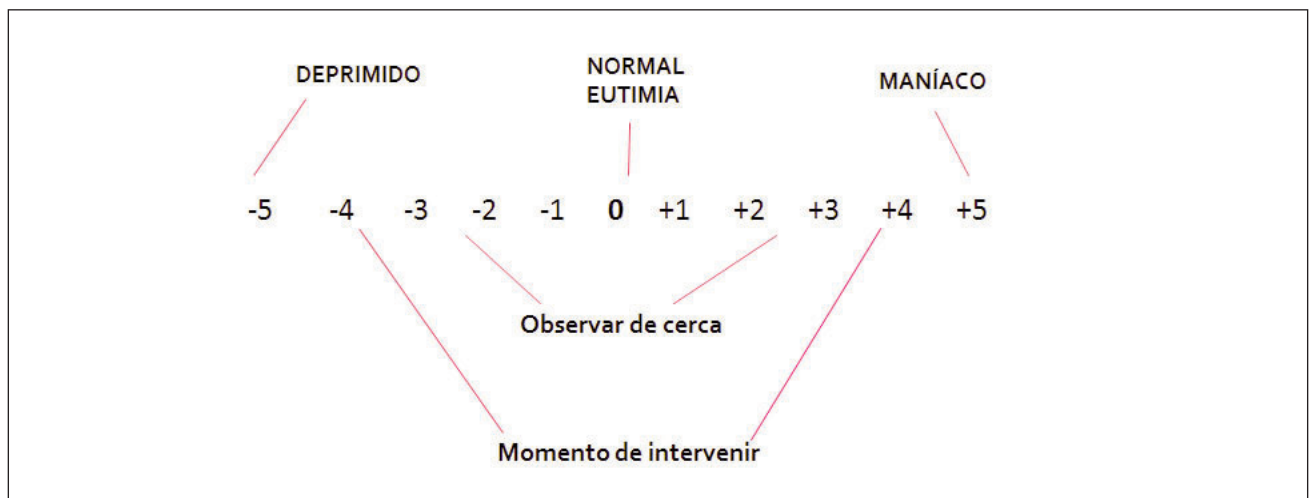 DEPRIMIDO
NORMAL
EUTIMIA
MANÍACO
-5 -4 -3 -2 -1 0 +1 +2 +3 +4 +5
Observar de cerca
Momento de intervenir